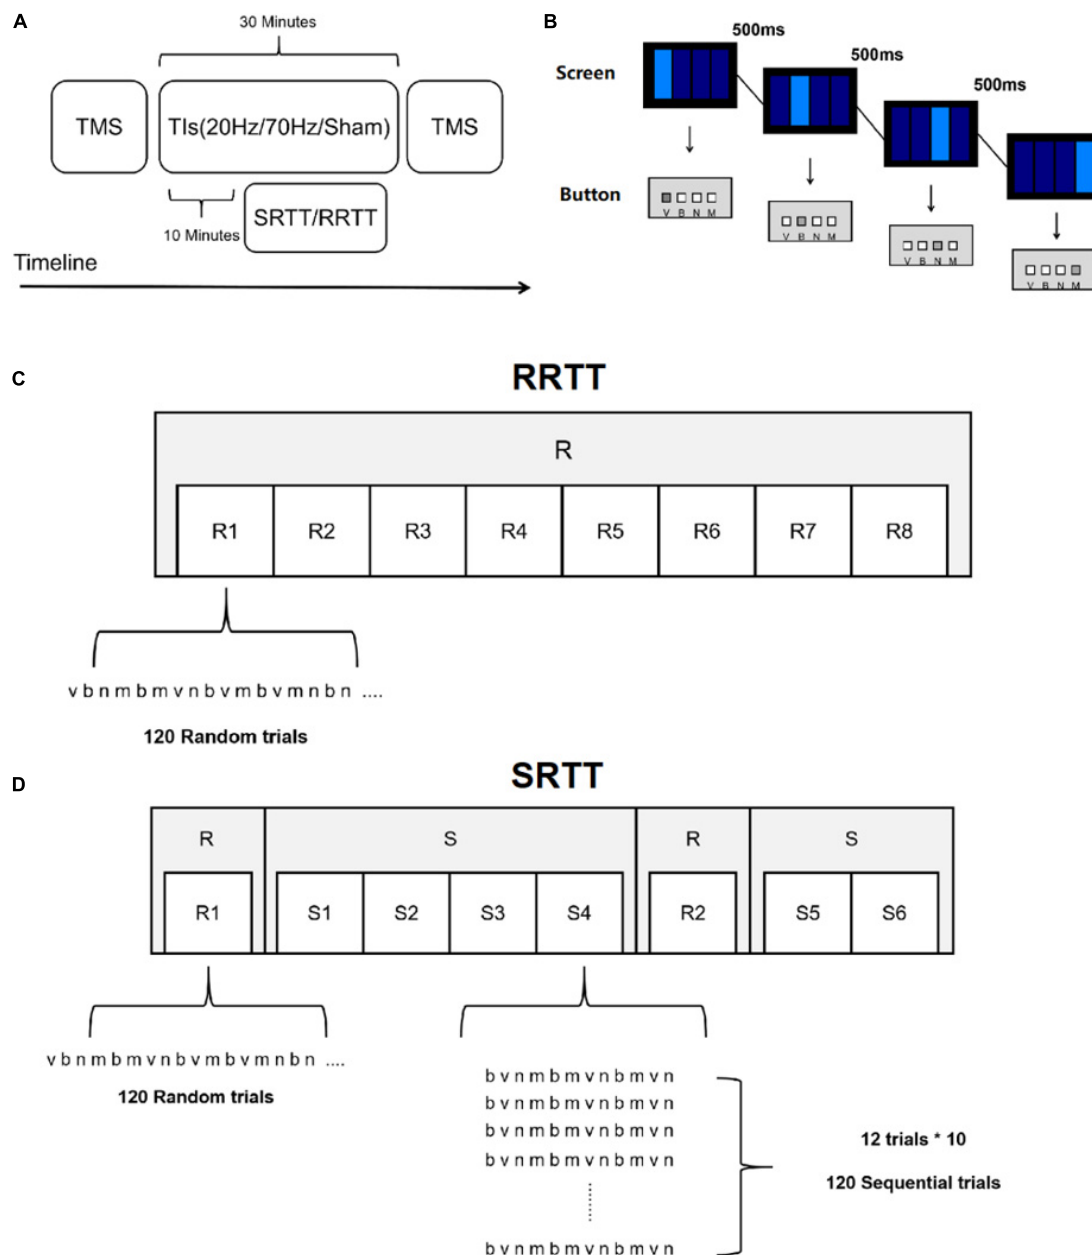 A
30 Minutes
TMS
TIs(20Hz/70Hz/Sham)
TMS
10 Minutes
SRTT/RRTT
Timeline
B
500ms
500ms
500ms
Screen
Button
V B N M
V B N M
V B N M
V B N M
C
RRTT
R
R1 R2 R3 R4 R5 R6 R7 R8
v b n m b m v n b v m b v m n b n ....
120 Random trials
D
SRTT
R S R S
R1 S1 S2 S3 S4 R2 S5 S6
v b n m b m v n b v m b v m n b n ....
120 Random trials
b v n m b m v n b m v n
b v n m b m v n b m v n
b v n m b m v n b m v n
b v n m b m v n b m v n
b v n m b m v n b m v n
12 trials * 10
120 Sequential trials